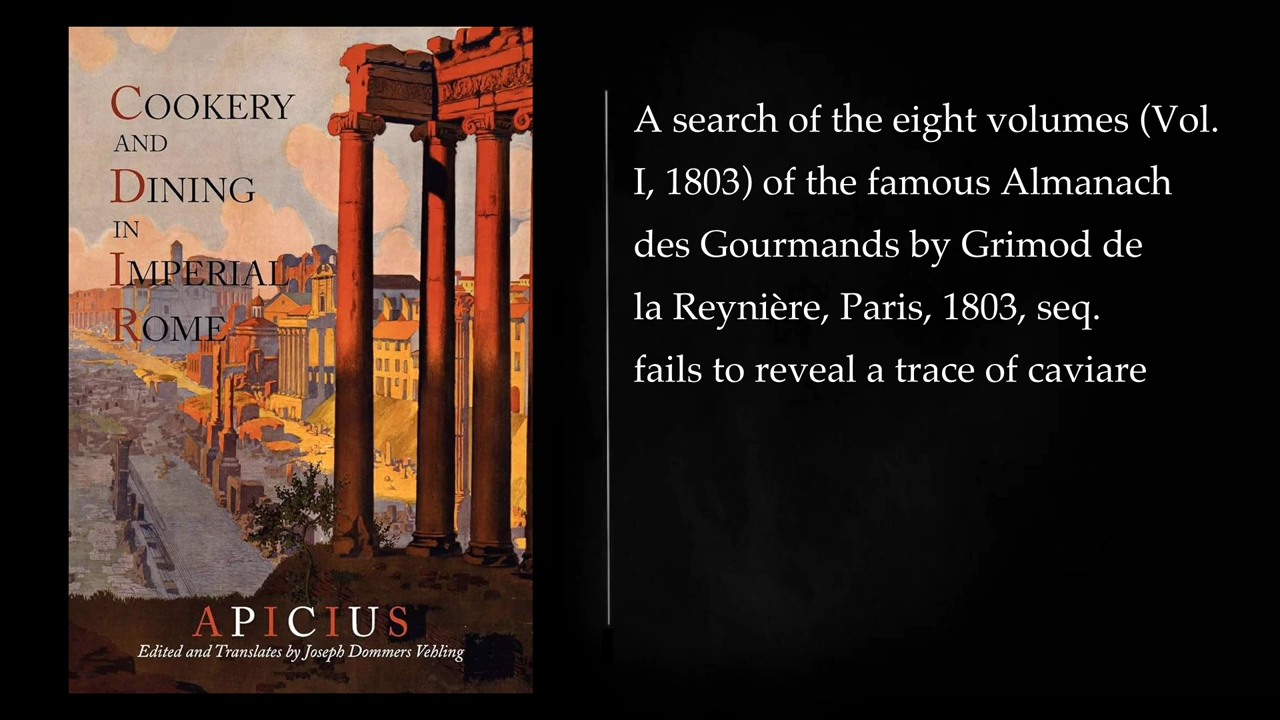 COOKERY
AND
DINING
IN
IMPERIAL
ROME
APICIUS
Edited and Translates by Joseph Dommers Vehling
A search of the eight volumes (Vol.
I, 1803) of the famous Almanach
des Gourmands by Grimod de
la Reynière, Paris, 1803, seq.
fails to reveal a trace of caviare